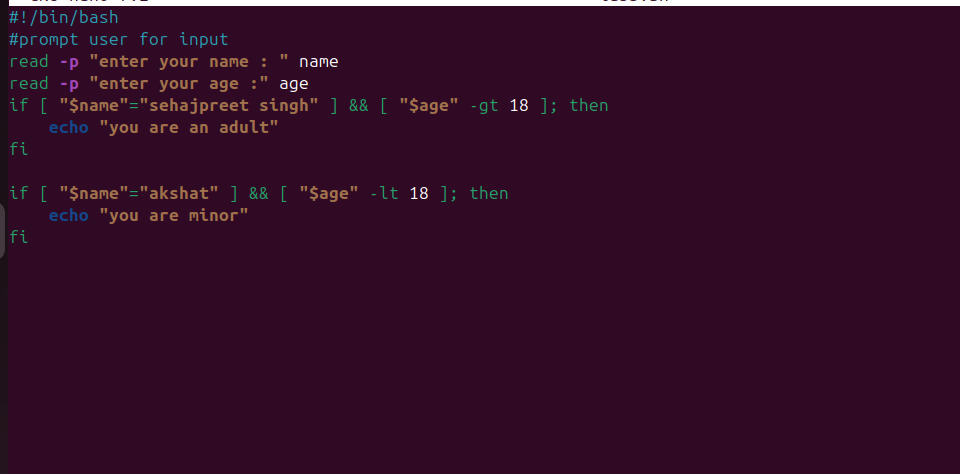 #!/bin/bash
#prompt user for input
read -p "enter your name : " name
read -p "enter your age :" age
if [ "$name"="sehajpreet singh" ] && [ "$age" -gt 18 ]; then
    echo "you are an adult"
fi

if [ "$name"="akshat" ] && [ "$age" -lt 18 ]; then
    echo "you are minor"
fi